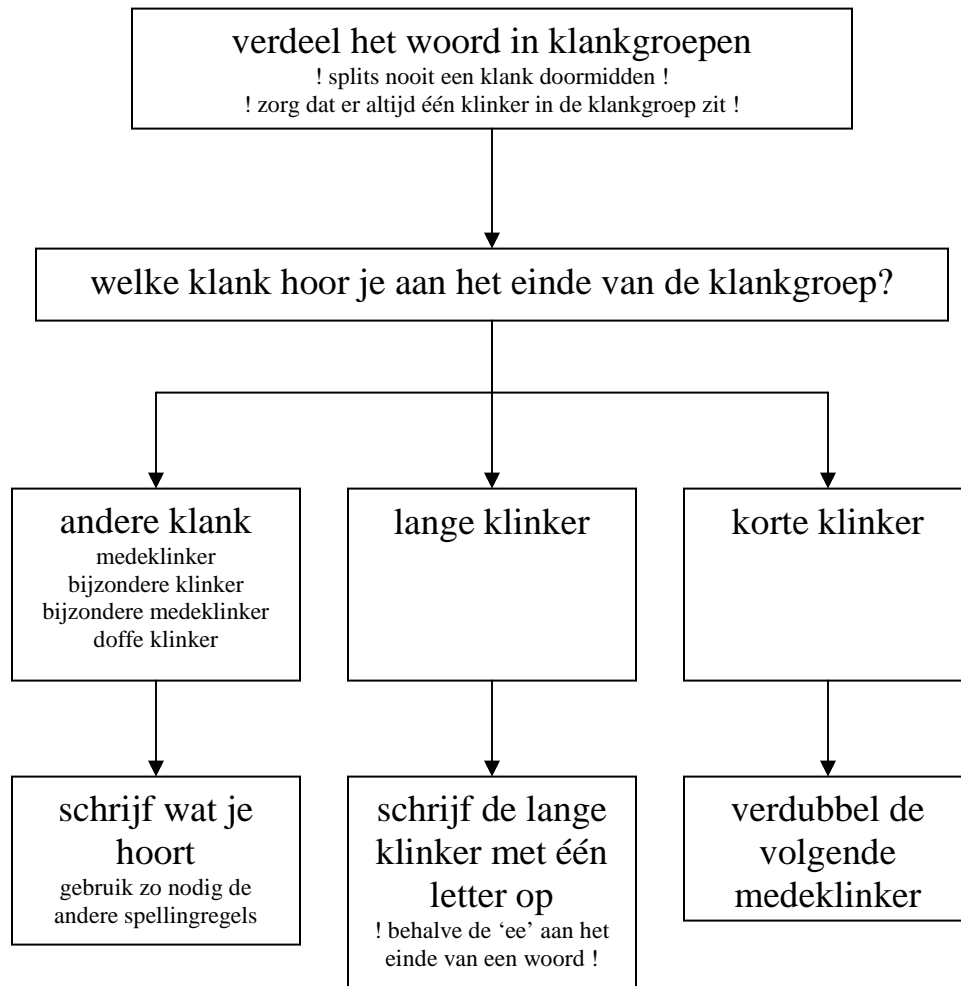 verdeel het woord in klankgroepen
! splits nooit een klank doormidden !
! zorg dat er altijd één klinker in de klankgroep zit !
welke klank hoor je aan het einde van de klankgroep?
andere klank
medeklinker
bijzondere klinker
bijzondere medeklinker
doffe klinker
lange klinker
korte klinker
schrijf wat je
hoort
gebruik zo nodig de
andere spellingregels
schrijf de lange
klinker met één
letter op
! behalve de ‘ee’ aan het
einde van een woord !
verdubbel de
volgende
medeklinker